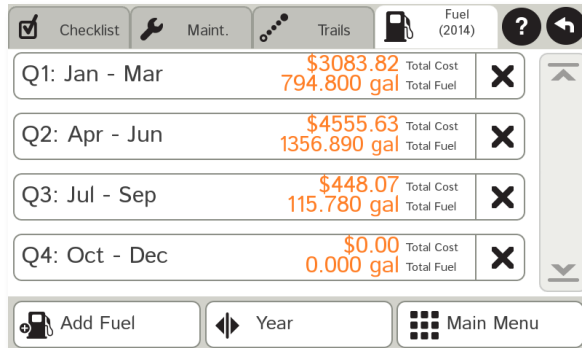 Checklist
Maint.
Trails
Fuel
(2014)
?
Q1: Jan - Mar
$3083.82 Total Cost
794.800 gal Total Fuel
Q2: Apr - Jun
$4555.63 Total Cost
1356.890 gal Total Fuel
Q3: Jul - Sep
$448.07 Total Cost
115.780 gal Total Fuel
Q4: Oct - Dec
$0.00 Total Cost
0.000 gal Total Fuel
Add Fuel
Year
Main Menu